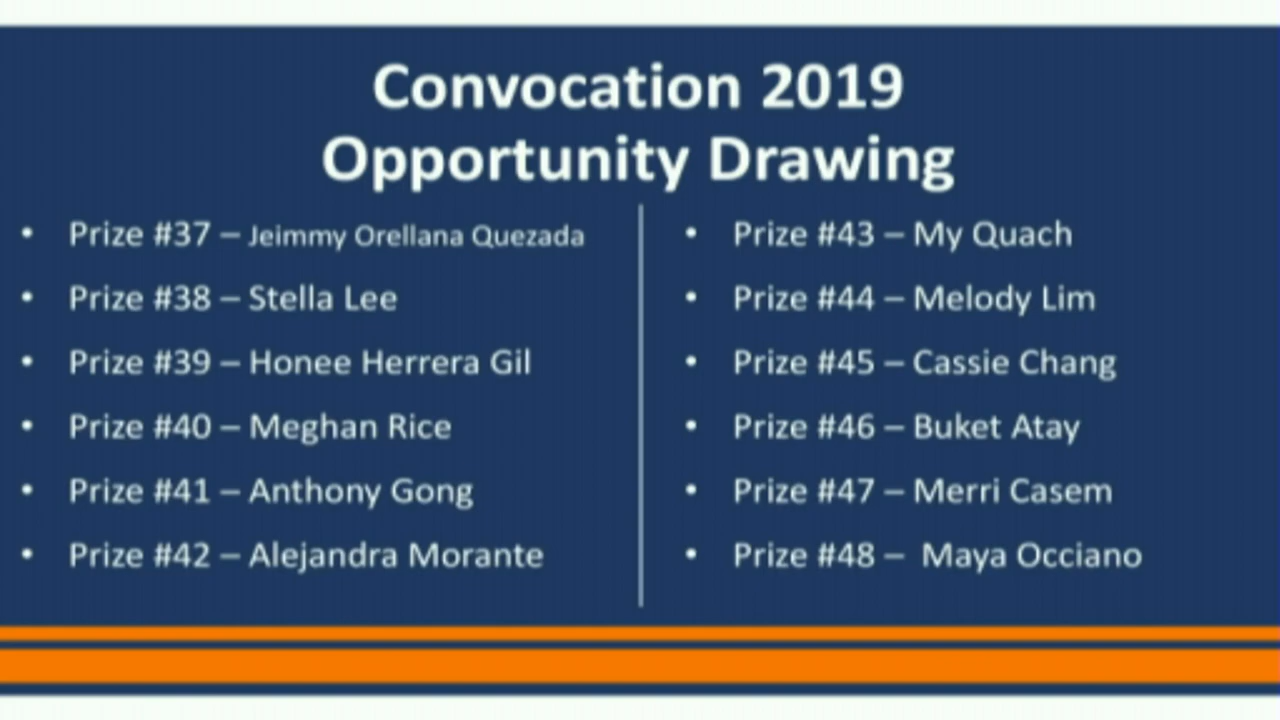 Convocation 2019
Opportunity Drawing
• Prize #37 – Jeimmy Orellana Quezada
• Prize #38 – Stella Lee
• Prize #39 – Honee Herrera Gil
• Prize #40 – Meghan Rice
• Prize #41 – Anthony Gong
• Prize #42 – Alejandra Morante
• Prize #43 – My Quach
• Prize #44 – Melody Lim
• Prize #45 – Cassie Chang
• Prize #46 – Buket Atay
• Prize #47 – Merri Casem
• Prize #48 – Maya Occiano